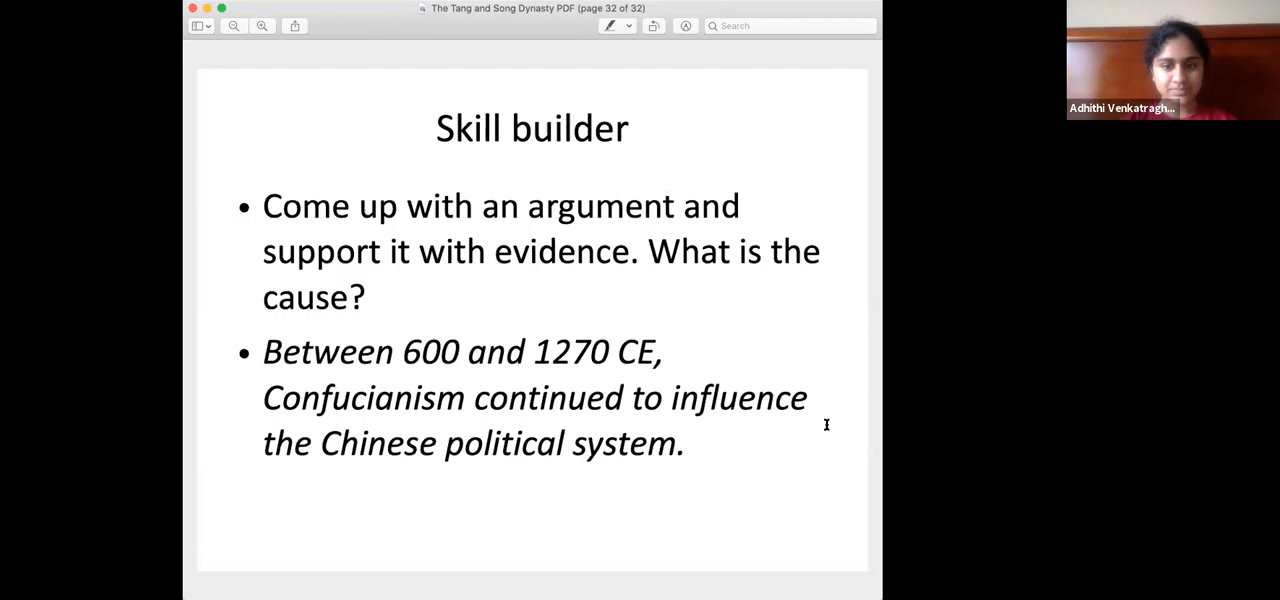 The Tang and Song Dynasty PDF (page 32 of 32)
Search
Adhithi Venkatragh...
Skill builder
• Come up with an argument and
support it with evidence. What is the
cause?
• Between 600 and 1270 CE,
Confucianism continued to influence
the Chinese political system.